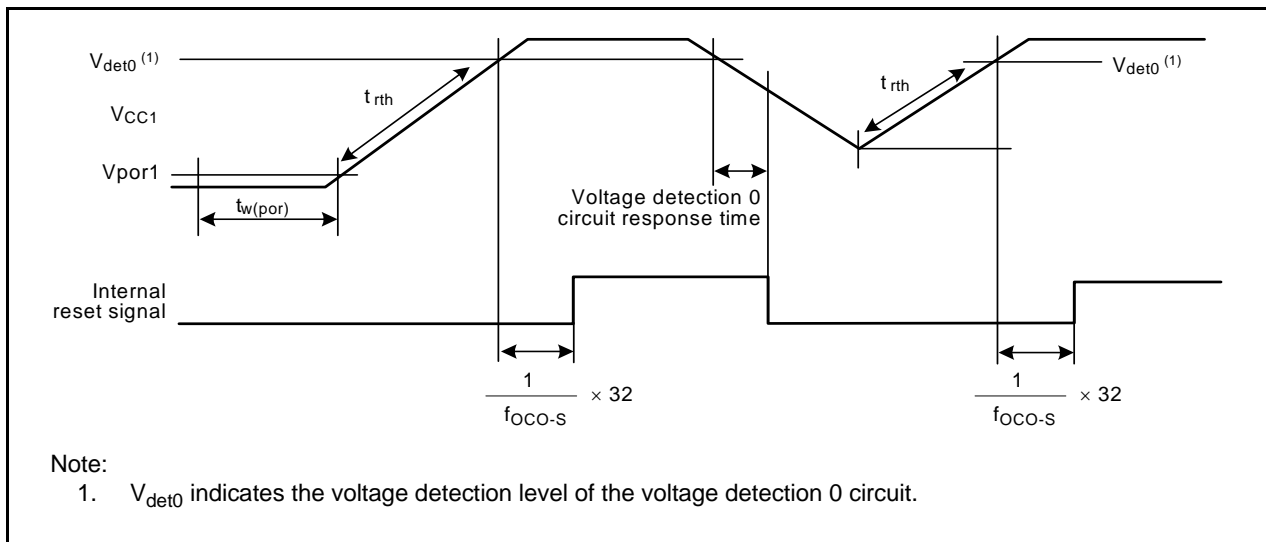 Vdet0 (1)
trth
VCC1
Vpor1
tw(por)
Voltage detection 0
circuit response time
trth
Vdet0 (1)
Internal
reset signal
1
fOCO-S
× 32
1
fOCO-S
× 32
Note:
1. Vdet0 indicates the voltage detection level of the voltage detection 0 circuit.